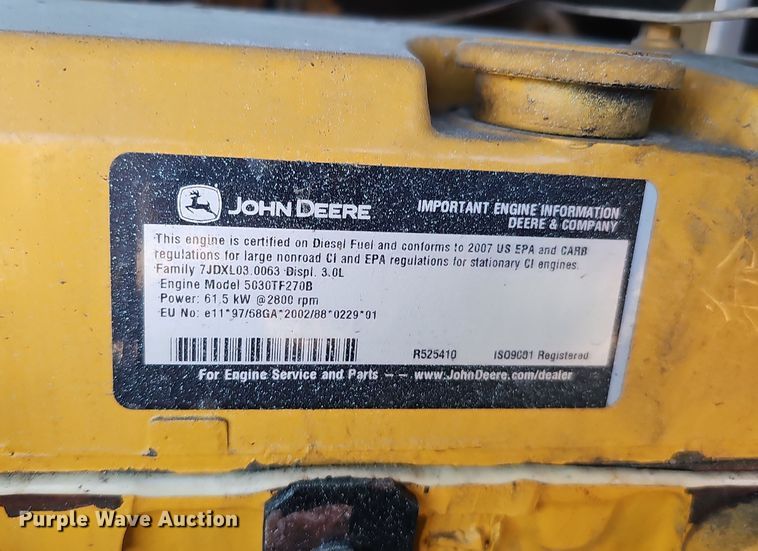 JOHN DEERE
IMPORTANT ENGINE INFORMATION
DEERE & COMPANY
This engine is certified on Diesel Fuel and conforms to 2007 US EPA and CARB
regulations for large nonroad CI and EPA regulations for stationary CI engines.
Family 7JDXL03.0063 Displ. 3.0L
Engine Model 5030TF270B
Power: 61.5 kW @2800 rpm
EU No: e11*97/68GA*2002/88*0229*01
R525410 ISO9001 Registered
For Engine Service and Parts -- www.JohnDeere.com/dealer
Purple Wave Auction